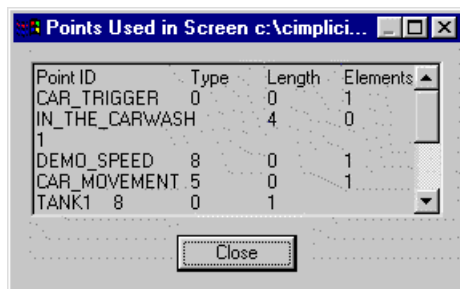 Points Used in Screen c:\cimplici...
Point ID Type Length Elements
CAR_TRIGGER 0 0 1
IN_THE_CARWASH 4 0
1
DEMO_SPEED 8 0 1
CAR_MOVEMENT 5 0 1
TANK1 8 0 1
Close